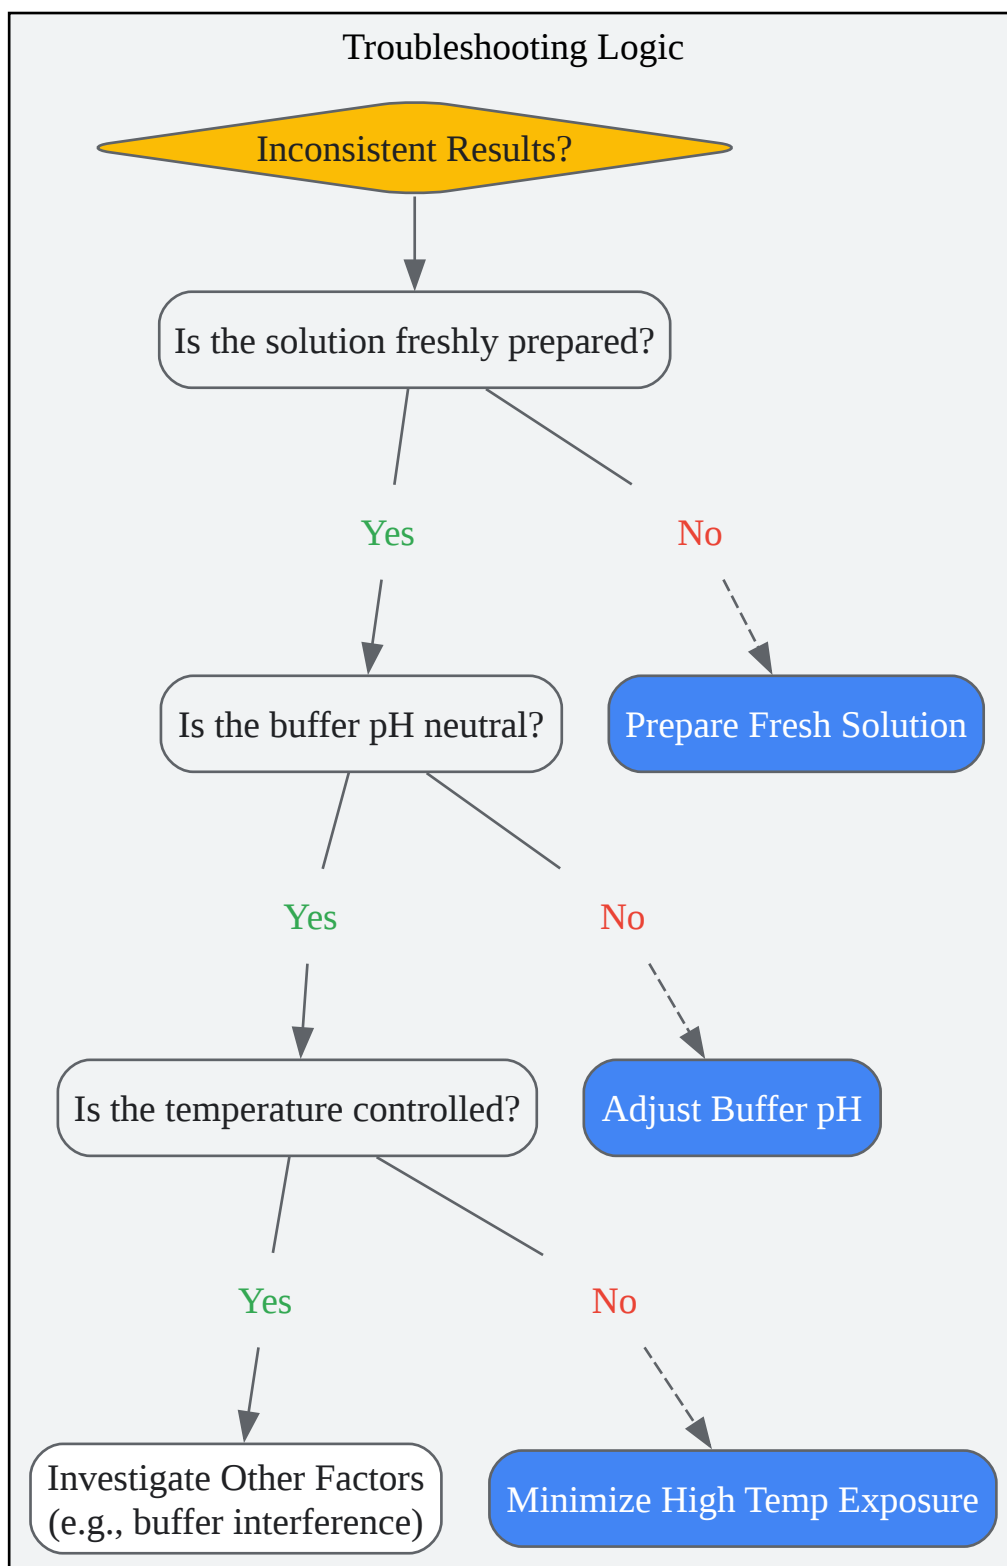 Troubleshooting Logic
Inconsistent Results?
Is the solution freshly prepared?
Yes
No
Is the buffer pH neutral?
Prepare Fresh Solution
Yes
No
Is the temperature controlled?
Adjust Buffer pH
Yes
No
Investigate Other Factors
(e.g., buffer interference)
Minimize High Temp Exposure